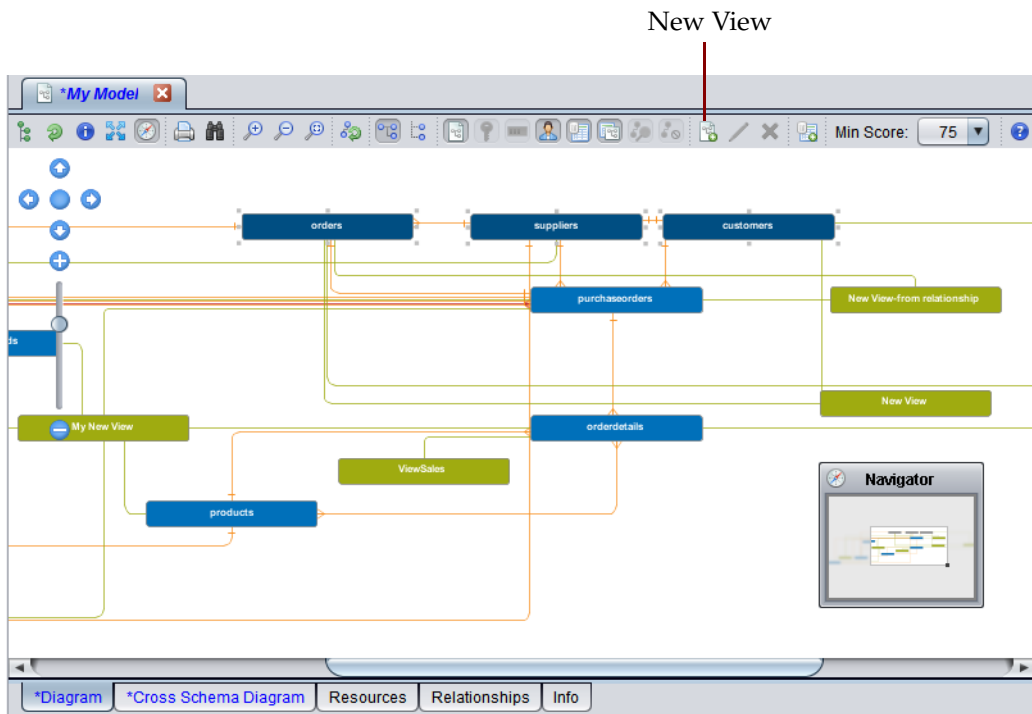 New View
*My Model
Min Score: 75
orders
suppliers
customers
purchaseorders
New View-from relationship
ds
New View
My New View
orderdetails
ViewSales
Navigator
products
*Diagram
*Cross Schema Diagram
Resources
Relationships
Info